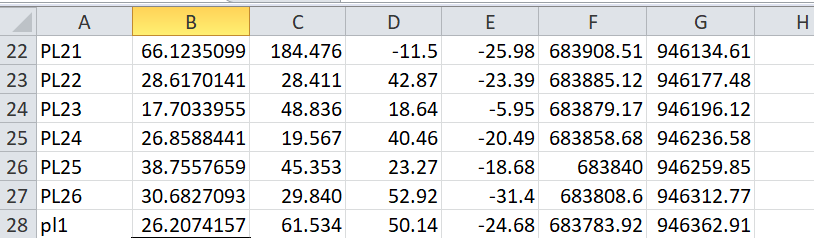 A B C D E F G H
22 PL21 66.1235099 184.476 -11.5 -25.98 683908.51 946134.61
23 PL22 28.6170141 28.411 42.87 -23.39 683885.12 946177.48
24 PL23 17.7033955 48.836 18.64 -5.95 683879.17 946196.12
25 PL24 26.8588441 19.567 40.46 -20.49 683858.68 946236.58
26 PL25 38.7557659 45.353 23.27 -18.68 683840 946259.85
27 PL26 30.6827093 29.840 52.92 -31.4 683808.6 946312.77
28 pl1 26.2074157 61.534 50.14 -24.68 683783.92 946362.91